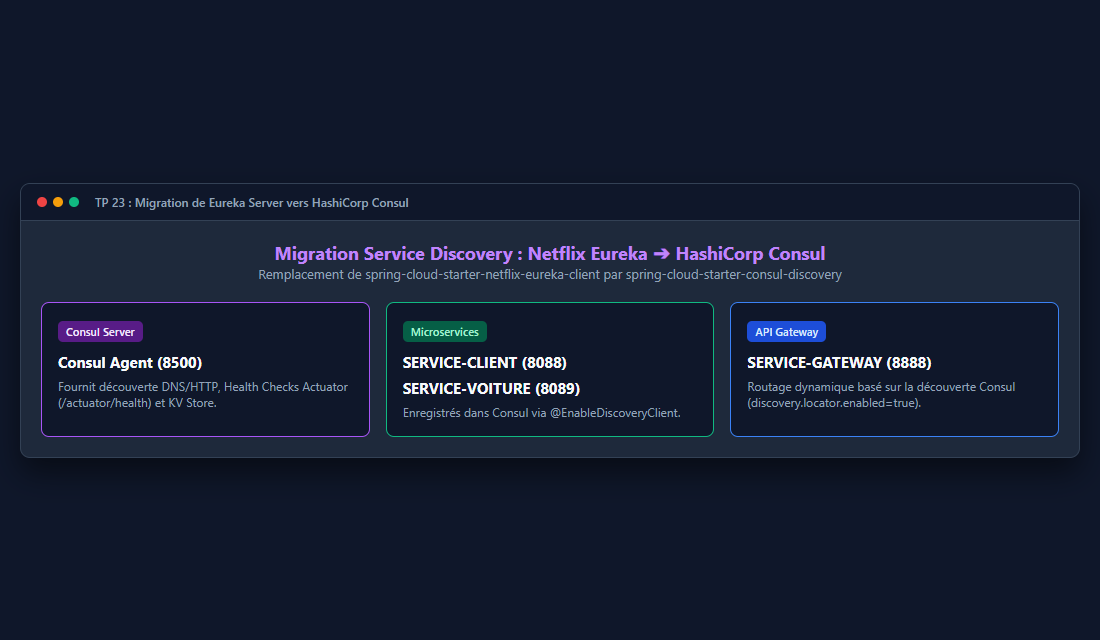 TP 23 : Migration de Eureka Server vers HashiCorp Consul
Migration Service Discovery : Netflix Eureka ➔ HashiCorp Consul
Remplacement de spring-cloud-starter-netflix-eureka-client par spring-cloud-starter-consul-discovery
Consul Server
Consul Agent (8500)
Fournit découverte DNS/HTTP, Health Checks Actuator
(/actuator/health) et KV Store.
Microservices
SERVICE-CLIENT (8088)
SERVICE-VOITURE (8089)
Enregistrés dans Consul via @EnableDiscoveryClient.
API Gateway
SERVICE-GATEWAY (8888)
Routage dynamique basé sur la découverte Consul
(discovery.locator.enabled=true).